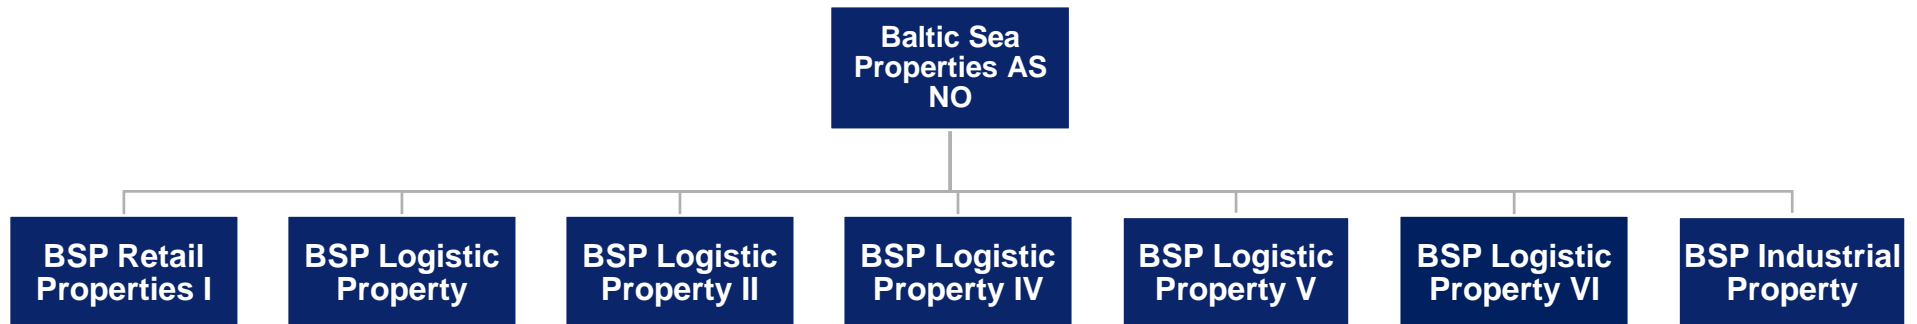 Baltic Sea
Properties AS
NO
BSP Retail
Properties I
BSP Logistic
Property
BSP Logistic
Property II
BSP Logistic
Property IV
BSP Logistic
Property V
BSP Logistic
Property VI
BSP Industrial
Property